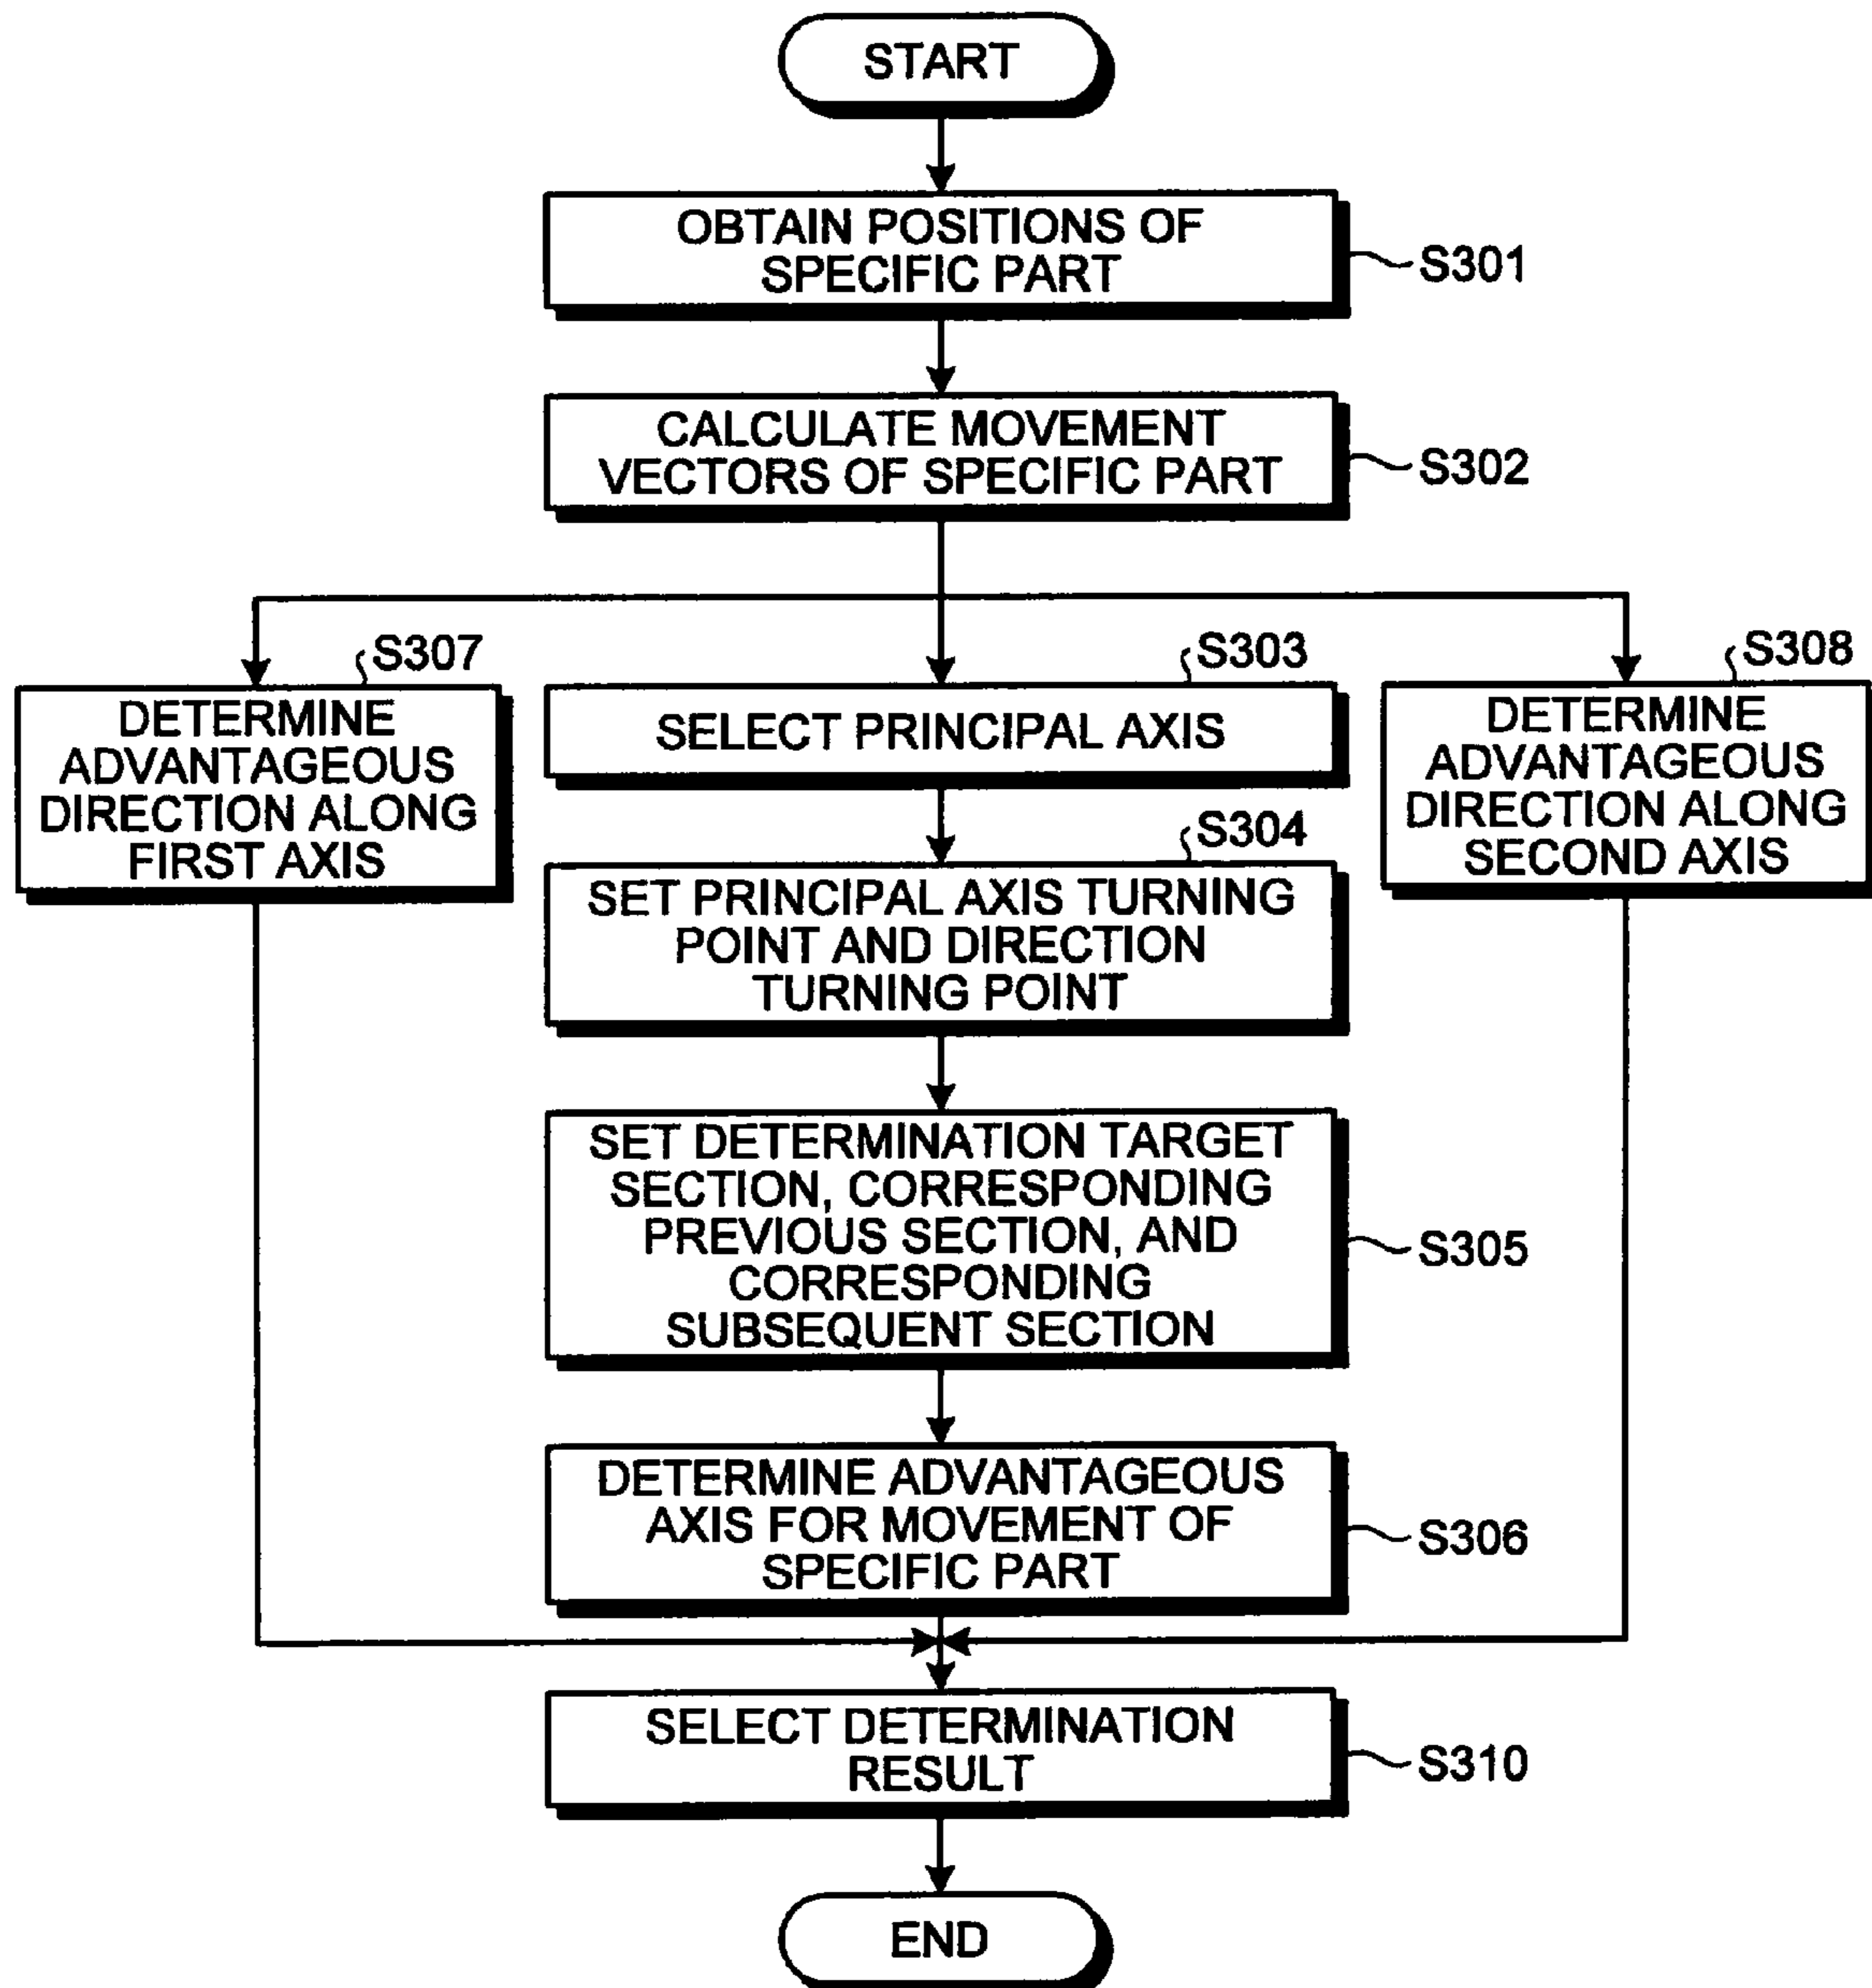 START
OBTAIN POSITIONS OF
SPECIFIC PART
S301
CALCULATE MOVEMENT
VECTORS OF SPECIFIC PART
S302
S307
DETERMINE
ADVANTAGEOUS
DIRECTION ALONG
FIRST AXIS
S303
SELECT PRINCIPAL AXIS
S308
DETERMINE
ADVANTAGEOUS
DIRECTION ALONG
SECOND AXIS
S304
SET PRINCIPAL AXIS TURNING
POINT AND DIRECTION
TURNING POINT
SET DETERMINATION TARGET
SECTION, CORRESPONDING
PREVIOUS SECTION, AND
CORRESPONDING
SUBSEQUENT SECTION
S305
DETERMINE ADVANTAGEOUS
AXIS FOR MOVEMENT OF
SPECIFIC PART
S306
SELECT DETERMINATION
RESULT
S310
END